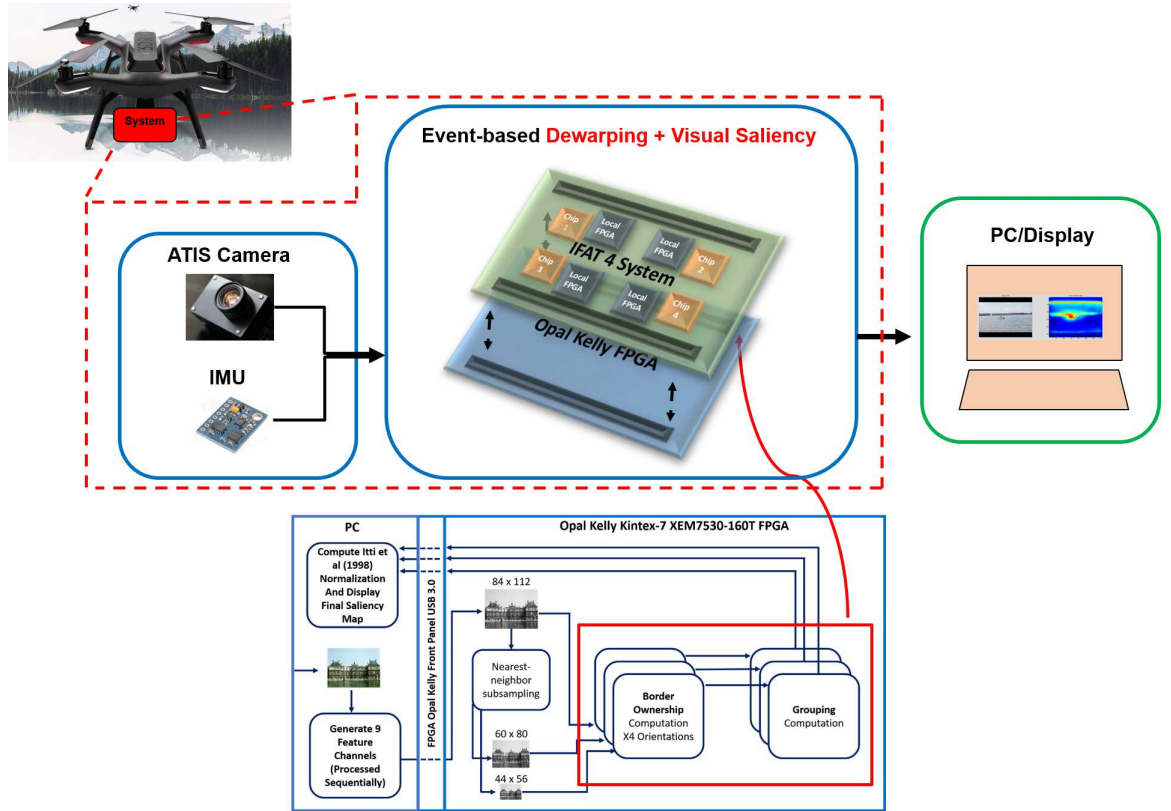 System
Event-based Dewarping + Visual Saliency
ATIS Camera
IMU
Chip
1
Local
FPGA
Local
FPGA
Chip
2
IFAT 4 System
Chip
3
Local
FPGA
Local
FPGA
Chip
4
Opal Kelly FPGA
PC/Display
PC
FPGA Opal Kelly Front Panel USB 3.0
Opal Kelly Kintex-7 XEM7530-160T FPGA
Compute Itti et
al (1998)
Normalization
And Display
Final Saliency
Map
Generate 9
Feature
Channels
(Processed
Sequentially)
84 x 112
Nearest-
neighbor
subsampling
60 x 80
44 x 56
Border
Ownership
Computation
X4 Orientations
Grouping
Computation